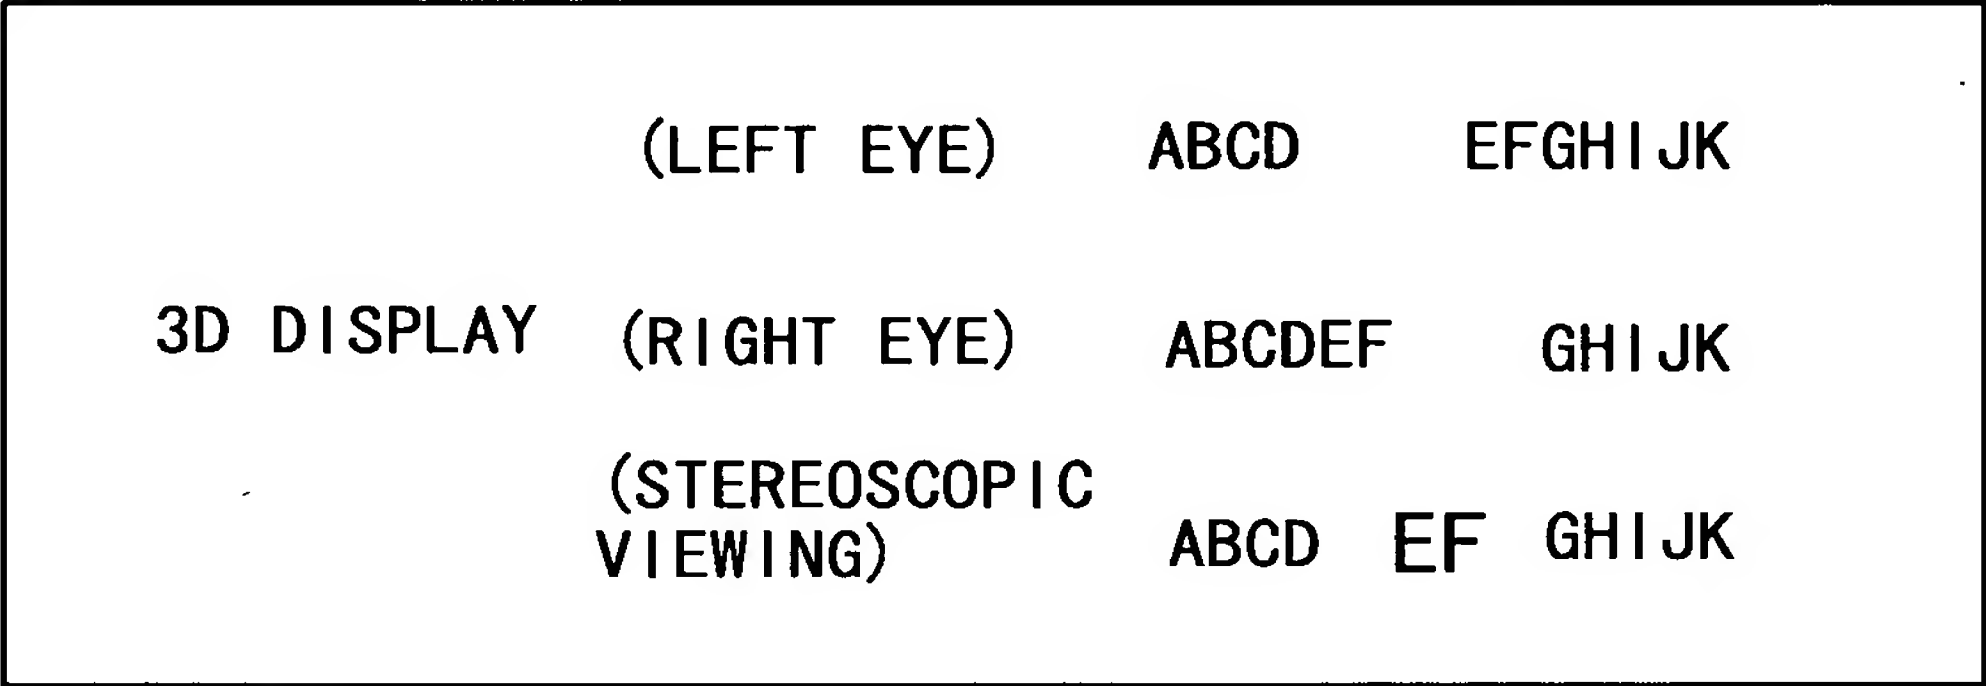 (LEFT EYE) ABCD EFGHIJK
3D DISPLAY (RIGHT EYE) ABCDEF GHIJK
(STEREOSCOPIC
VIEWING) ABCD EF GHIJK